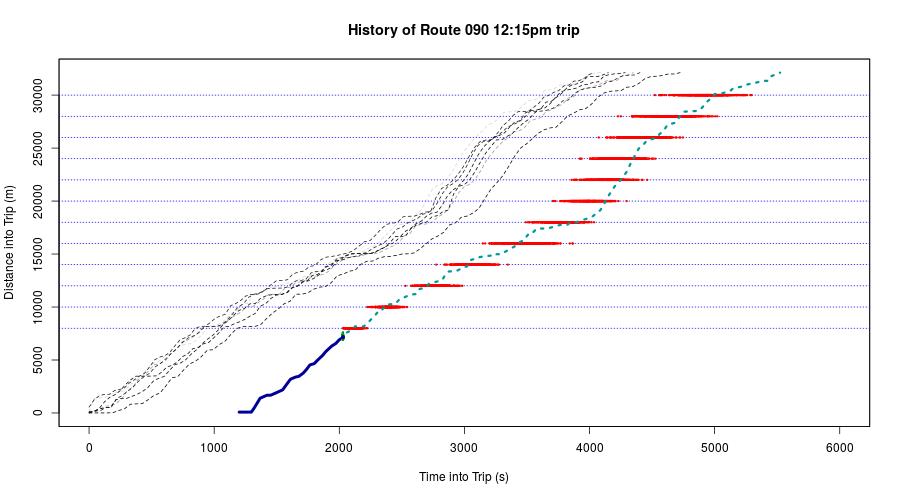 History of Route 090 12:15pm trip
Distance into Trip (m)
30000
25000
20000
15000
10000
5000
0
0 1000 2000 3000 4000 5000 6000
Time into Trip (s)